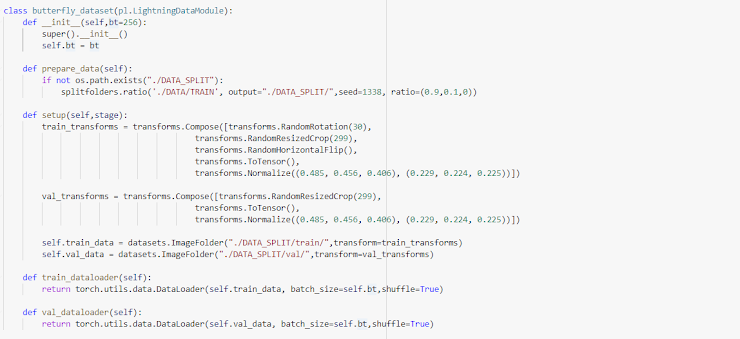 class butterfly_dataset(pl.LightningDataModule):
    def __init__(self,bt=256):
        super().__init__()
        self.bt = bt
    def prepare_data(self):
        if not os.path.exists("./DATA_SPLIT"):
            splitfolders.ratio('./DATA/TRAIN', output="./DATA_SPLIT/",seed=1338, ratio=(0.9,0.1,0))
    def setup(self,stage):
        train_transforms = transforms.Compose([transforms.RandomRotation(30),
                                        transforms.RandomResizedCrop(299),
                                        transforms.RandomHorizontalFlip(),
                                        transforms.ToTensor(),
                                        transforms.Normalize((0.485, 0.456, 0.406), (0.229, 0.224, 0.225))])
        val_transforms = transforms.Compose([transforms.RandomResizedCrop(299),
                                        transforms.ToTensor(),
                                        transforms.Normalize((0.485, 0.456, 0.406), (0.229, 0.224, 0.225))])
        self.train_data = datasets.ImageFolder("./DATA_SPLIT/train/",transform=train_transforms)
        self.val_data = datasets.ImageFolder("./DATA_SPLIT/val/",transform=val_transforms)
    def train_dataloader(self):
        return torch.utils.data.DataLoader(self.train_data, batch_size=self.bt,shuffle=True)
    def val_dataloader(self):
        return torch.utils.data.DataLoader(self.val_data, batch_size=self.bt,shuffle=True)